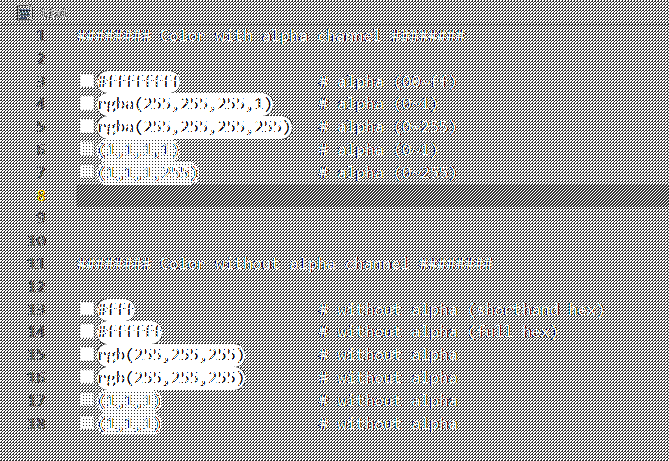 1 ####### Color with alpha channel #######
2
3 #ffffffff # alpha (00-ff)
4 rgba(255,255,255,1) # alpha (0-1)
5 rgba(255,255,255,255) # alpha (0-255)
6 # alpha (0-1)
7 # alpha (0-255)
8
9
10
11 ####### Color without alpha channel #######
12
13 #fff # without alpha (shorthand hex)
14 #ffffff # without alpha (full hex)
15 rgb(255,255,255) # without alpha
16 rgb(255,255,255) # without alpha
17 # without alpha
18 # without alpha